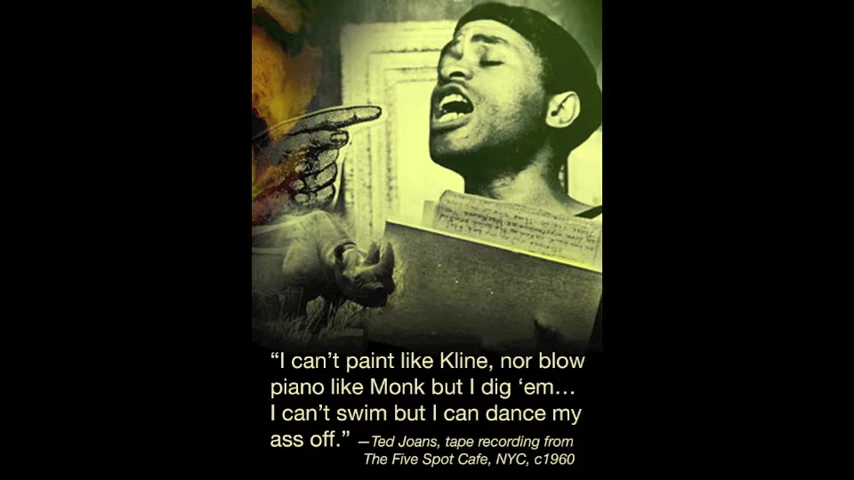 “I can’t paint like Kline, nor blow
piano like Monk but I dig ‘em…
I can’t swim but I can dance my
ass off.” —Ted Joans, tape recording from
The Five Spot Cafe, NYC, c1960